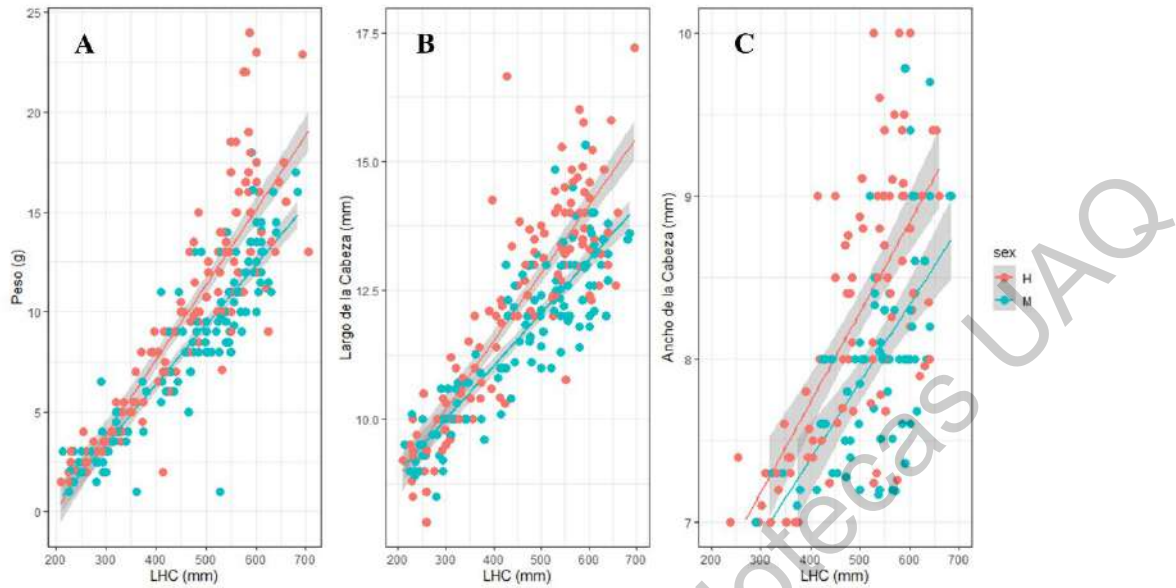 A
B
C
25
20
15
10
5
0
Peso (g)
200 300 400 500 600 700
LHC (mm)
17.5
15.0
12.5
10.0
Largo de la Cabeza (mm)
200 300 400 500 600 700
LHC (mm)
10
9
8
7
Ancho de la Cabeza (mm)
200 300 400 500 600 700
LHC (mm)
sex
H
M
otecas UAQ